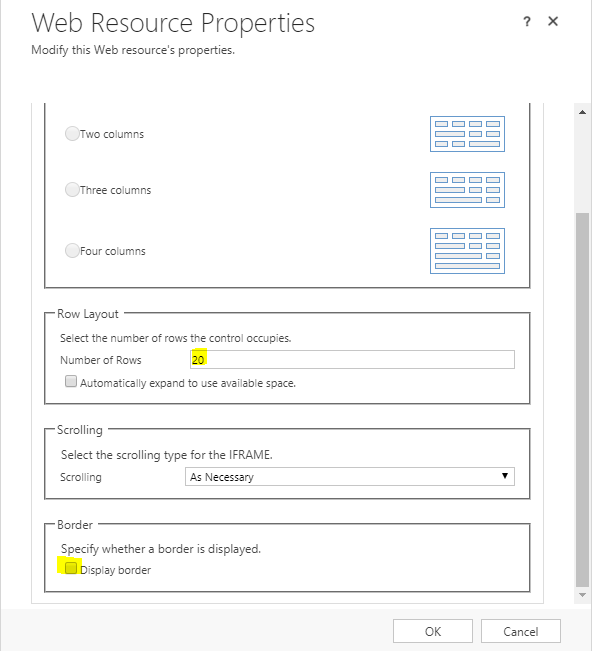 Web Resource Properties
? ×
Modify this Web resource's properties.
Two columns
Three columns
Four columns
Row Layout
Select the number of rows the control occupies.
Number of Rows 20
Automatically expand to use available space.
Scrolling
Select the scrolling type for the IFRAME.
Scrolling As Necessary
Border
Specify whether a border is displayed.
Display border
OK Cancel